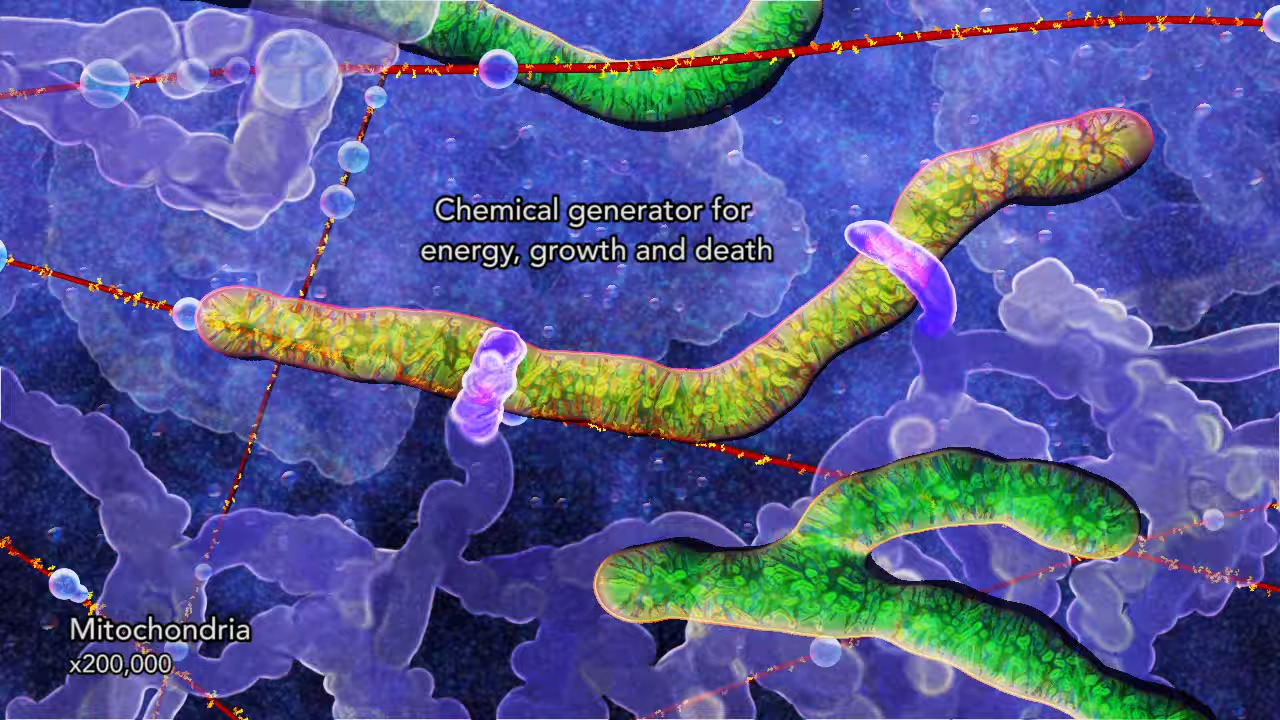 Chemical generator for
energy, growth and death
Mitochondria
x200,000